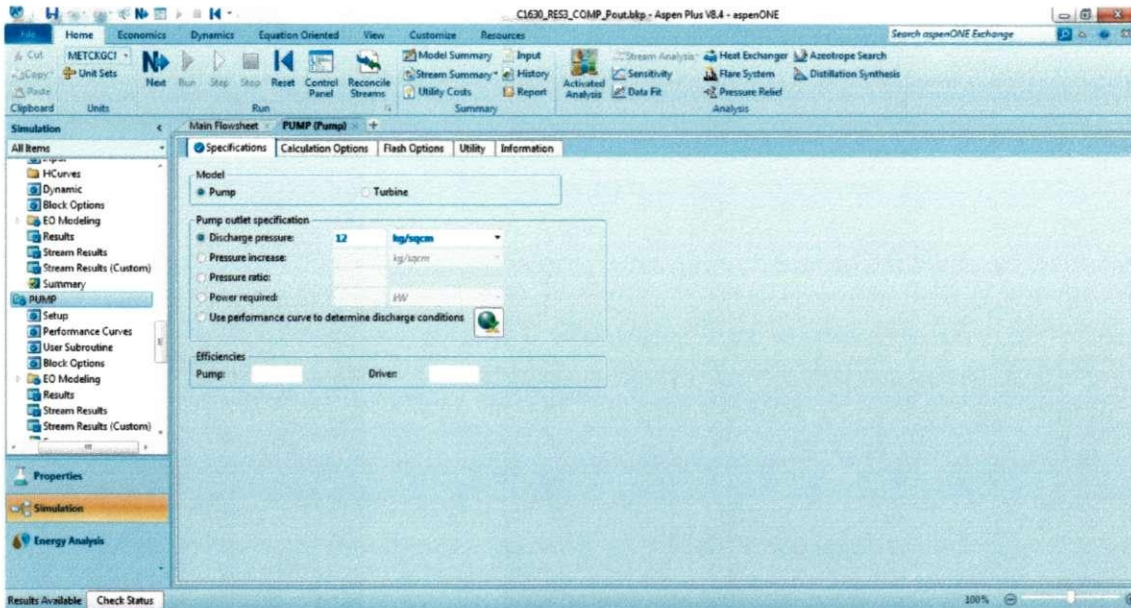 C1630_RES3_COMP_Pout.bkp - Aspen Plus V8.4 - aspenONE
File Home Economics Dynamics Equation Oriented View Customize Resources Search aspenONE Exchange
Cut METCKGCI Model Summary Input Stream Analysis Heat Exchanger Azeotrope Search
Copy Unit Sets Next Run Step Stop Reset Control Panel Reconcile Streams Stream Summary History Activated Analysis Sensitivity Flare System Distillation Synthesis
Paste Utility Costs Report Data Fit Pressure Relief
Clipboard Units Run Summary Analysis
Simulation Main Flowsheet PUMP (Pump) +
All Items Specifications Calculation Options Flash Options Utility Information
Input
HCurves
Dynamic
Block Options
EO Modeling
Results
Stream Results
Stream Results (Custom)
Summary
PUMP
Setup
Performance Curves
User Subroutine
Block Options
EO Modeling
Results
Stream Results
Stream Results (Custom)
Model
Pump Turbine
Pump outlet specification
Discharge pressure: 12 kg/sqcm
Pressure increase: kg/sqcm
Pressure ratio:
Power required: kW
Use performance curve to determine discharge conditions
Efficiencies
Pump: Driver:
Properties
Simulation
Energy Analysis
Results Available Check Status 100%